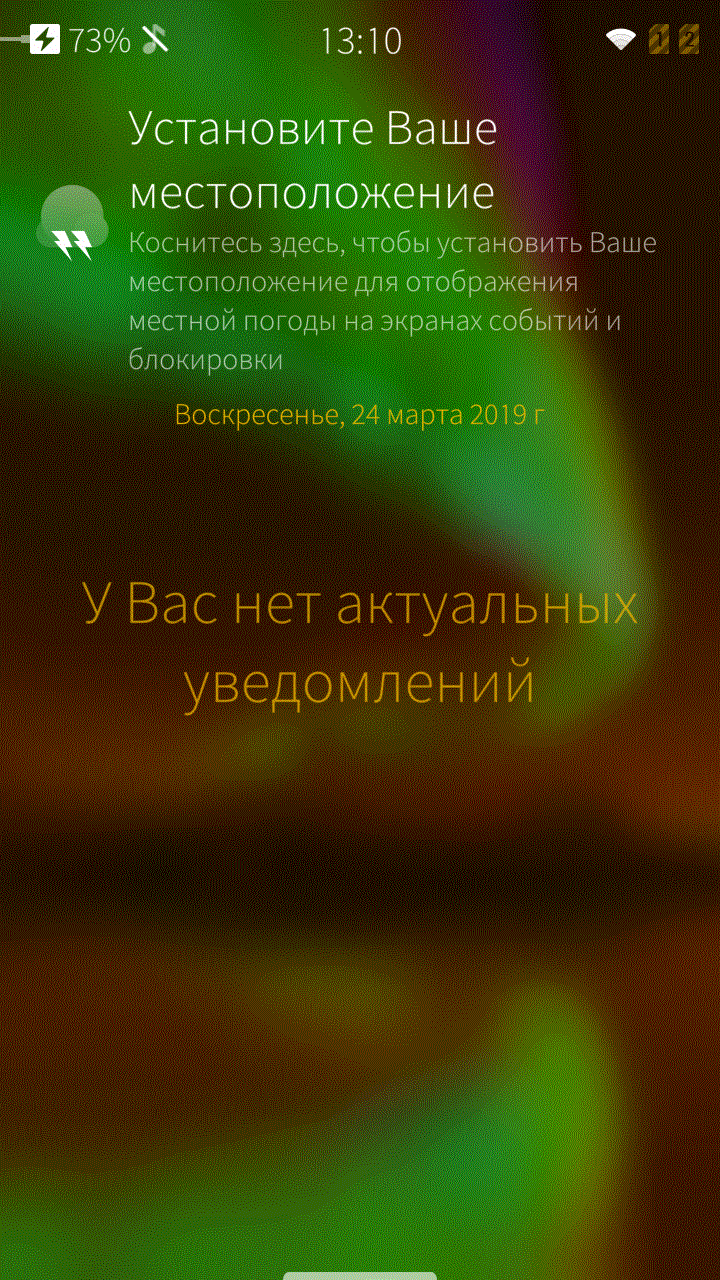 73% 13:10 1 2
Установите Ваше
местоположение
Коснитесь здесь, чтобы установить Ваше
местоположение для отображения
местной погоды на экранах событий и
блокировки
Воскресенье, 24 марта 2019 г
У Вас нет актуальных
уведомлений